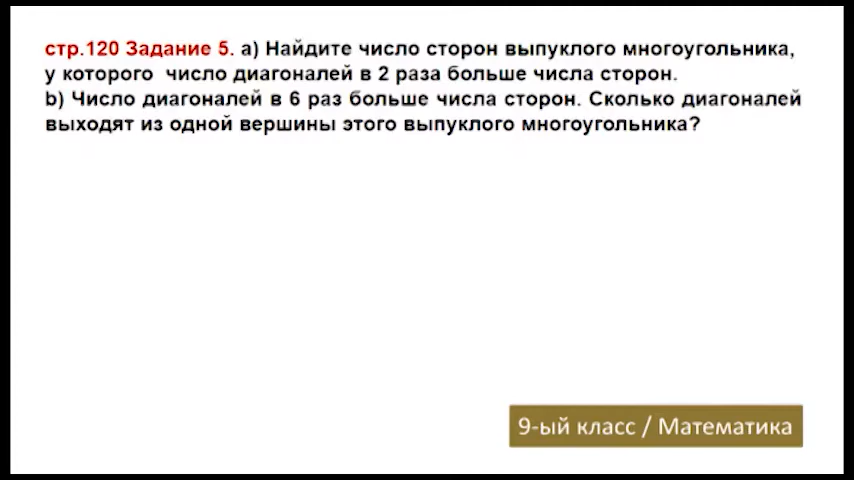 стр.120 Задание 5. а) Найдите число сторон выпуклого многоугольника,
у которого число диагоналей в 2 раза больше числа сторон.
b) Число диагоналей в 6 раз больше числа сторон. Сколько диагоналей
выходят из одной вершины этого выпуклого многоугольника?
9-ый класс / Математика